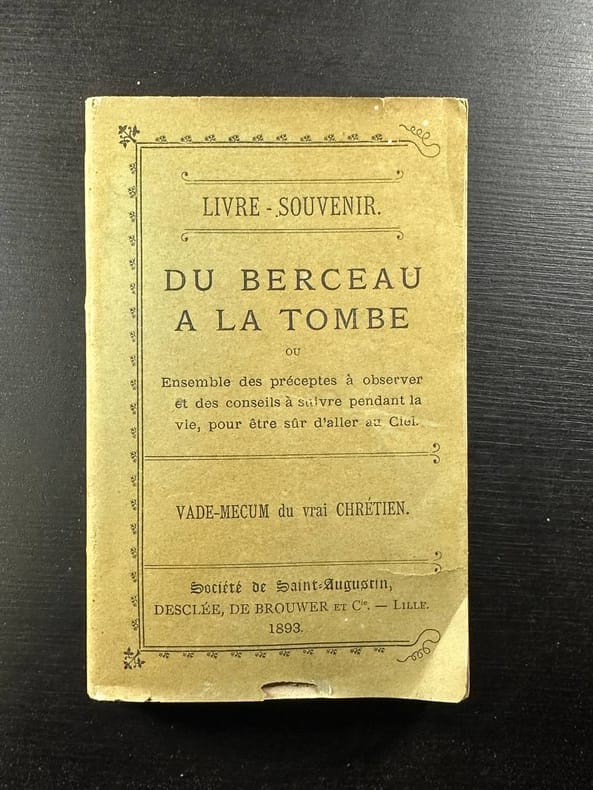 LIVRE - SOUVENIR.
DU BERCEAU
A LA TOMBE
OU
Ensemble des préceptes à observer
et des conseils à suivre pendant la
vie, pour être sûr d'aller au Ciel.
VADE-MECUM du vrai CHRÉTIEN.
Société de Saint-Augustin,
DESCLÉE, DE BROUWER ET Cie. — LILLE.
1893.